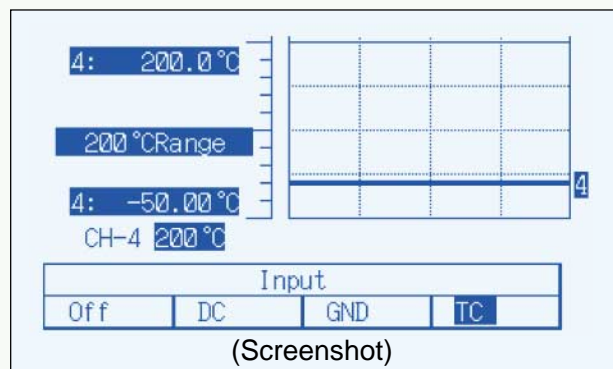 4: 200.0°C
200°CRange
4: -50.00°C
4
CH-4 200°C
Input
Off DC GND TC
(Screenshot)